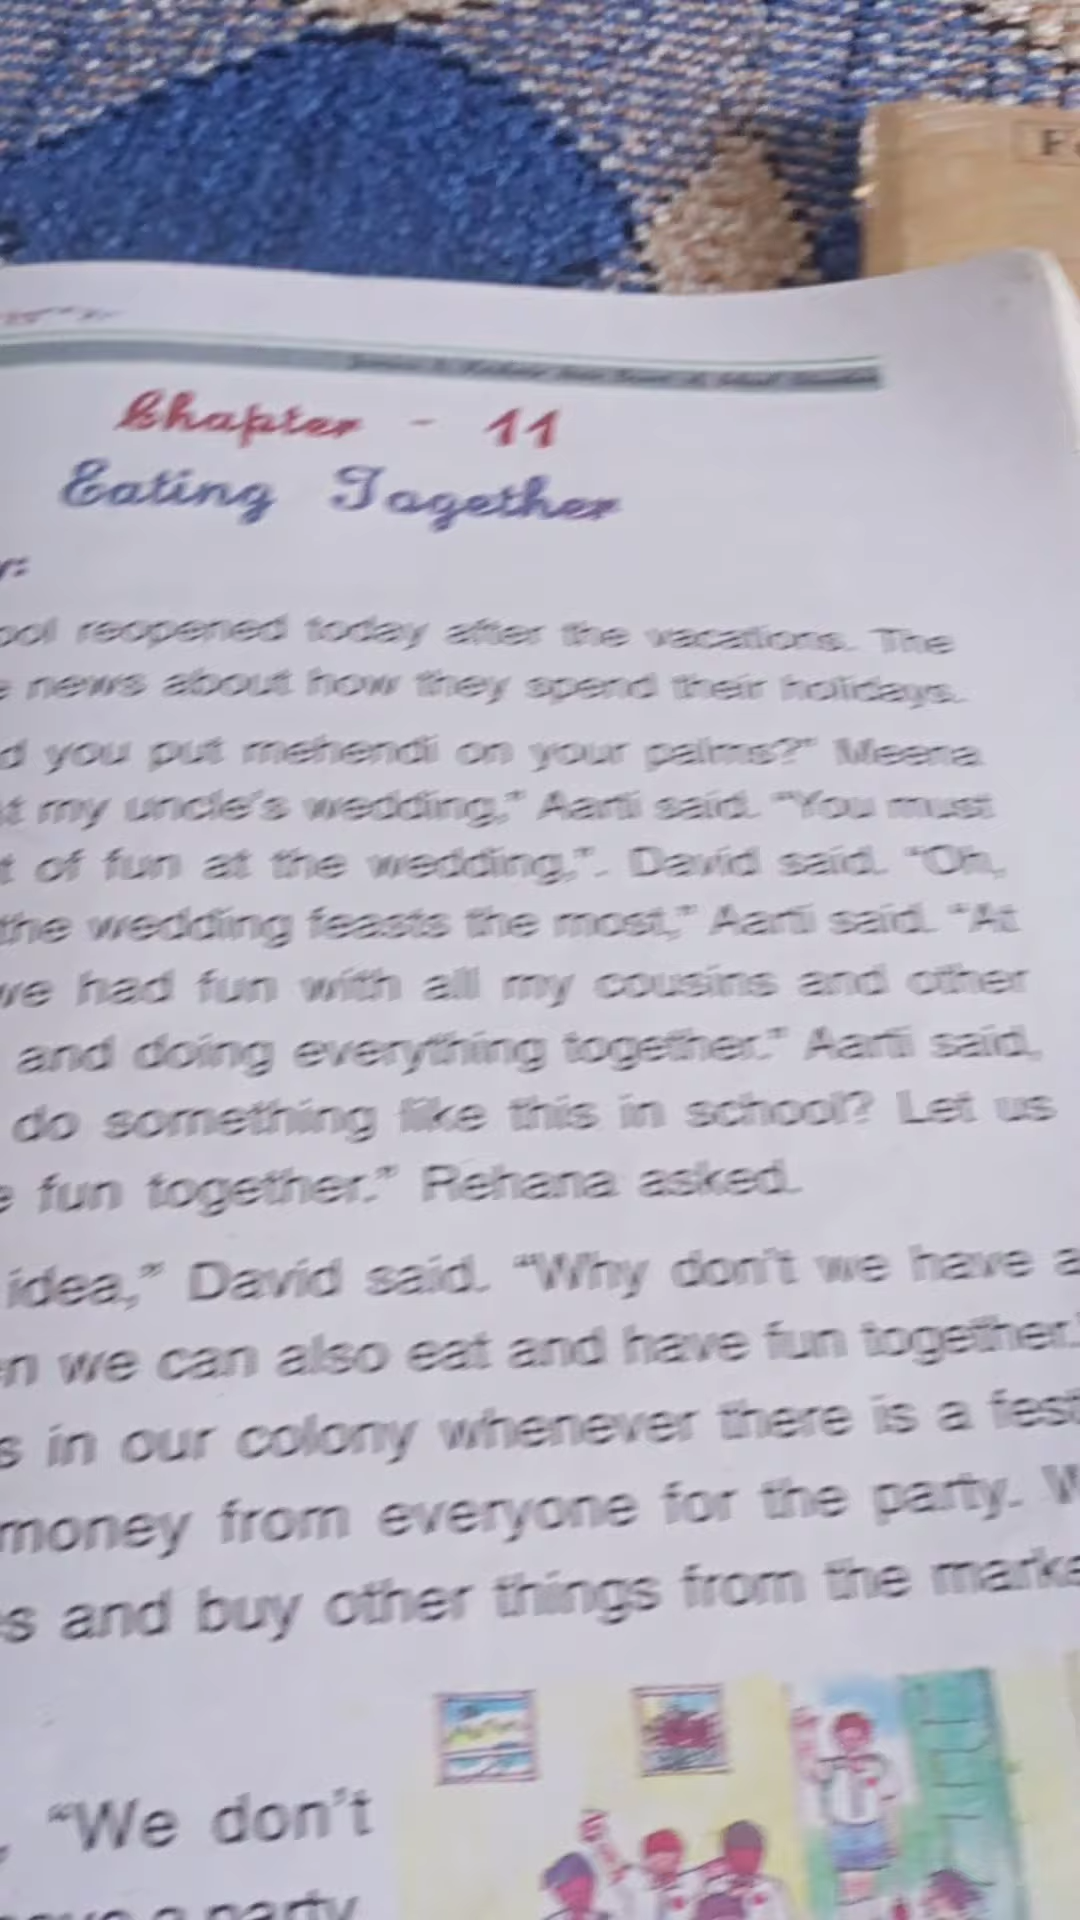 Chapter - 11
Eating Together
reopened today after the vacations. The
news about how they spend their holidays.
you put mehendi on your palms?" Meena
my uncle's wedding," Aarti said. "You must
of fun at the wedding,". David said. "Oh,
the wedding feasts the most," Aarti said. "At
we had fun with all my cousins and other
and doing everything together." Aarti said,
do something like this in school? Let us
fun together." Rehana asked.
idea," David said. "Why don't we have a
we can also eat and have fun together."
in our colony whenever there is a fest
money from everyone for the party.
and buy other things from the marke
"We don't
a party